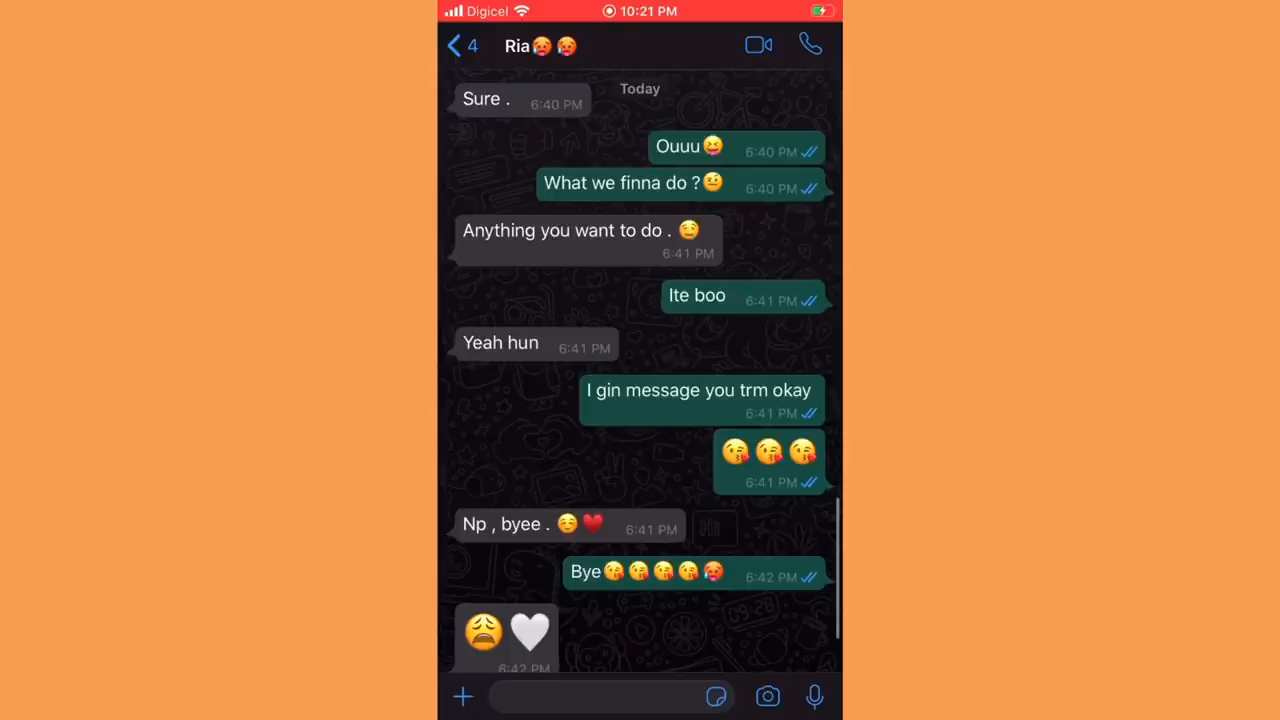 Digicel 10:21 PM
4 Ria🥵🥵
Today
Sure . 6:40 PM
Ouuu😝 6:40 PM
What we finna do ?🤨 6:40 PM
Anything you want to do . 🤤
6:41 PM
Ite boo 6:41 PM
Yeah hun 6:41 PM
I gin message you trm okay
6:41 PM
😘😘😘
6:41 PM
Np , byee . ☺️♥️ 6:41 PM
Bye😘😘😘😘🥵 6:42 PM
😩🤍
6:42 PM